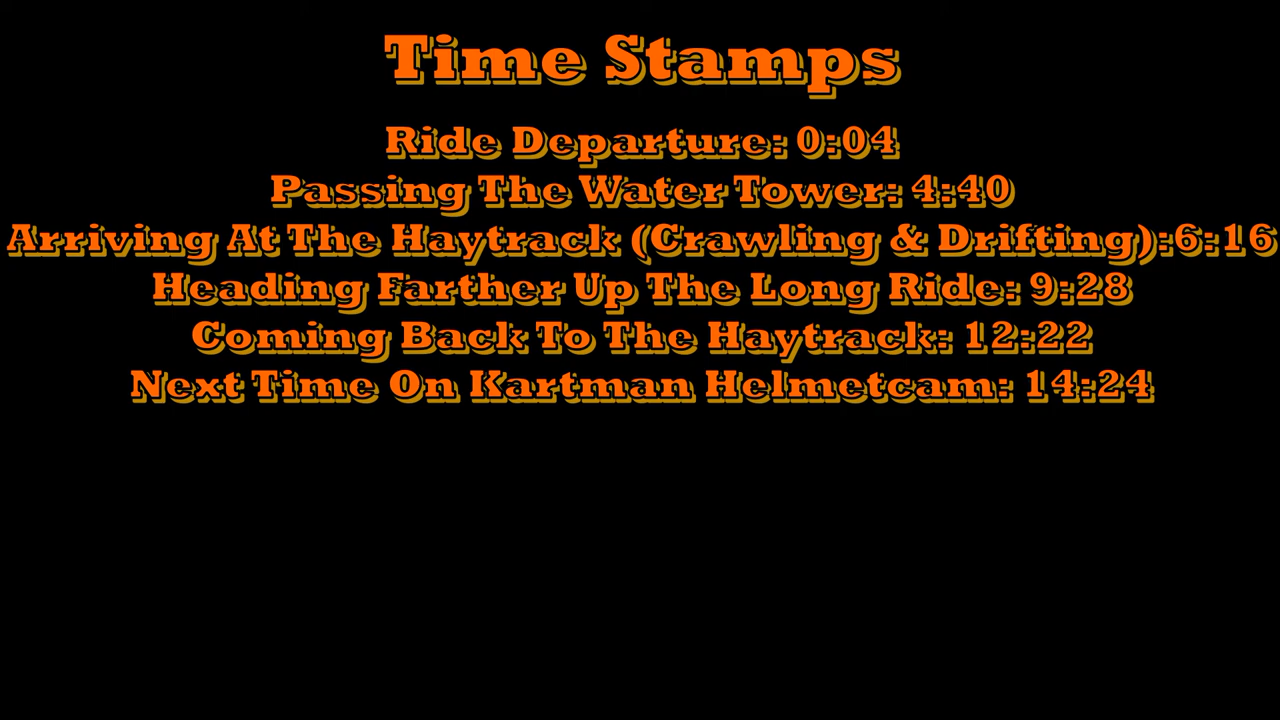 Time Stamps
Ride Departure: 0:04
Passing The Water Tower: 4:40
Arriving At The Haytrack (Crawling & Drifting):6:16
Heading Farther Up The Long Ride: 9:28
Coming Back To The Haytrack: 12:22
Next Time On Kartman Helmetcam: 14:24